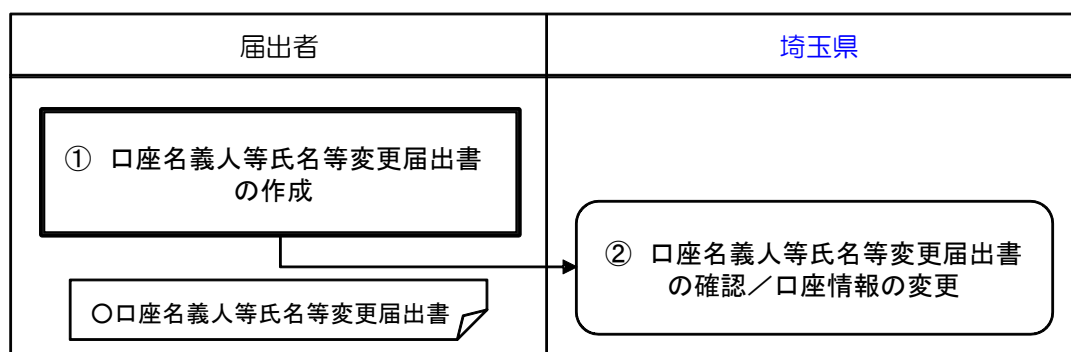 届出者
埼玉県
① 口座名義人等氏名等変更届出書
の作成
② 口座名義人等氏名等変更届出書
の確認／口座情報の変更
〇口座名義人等氏名等変更届出書